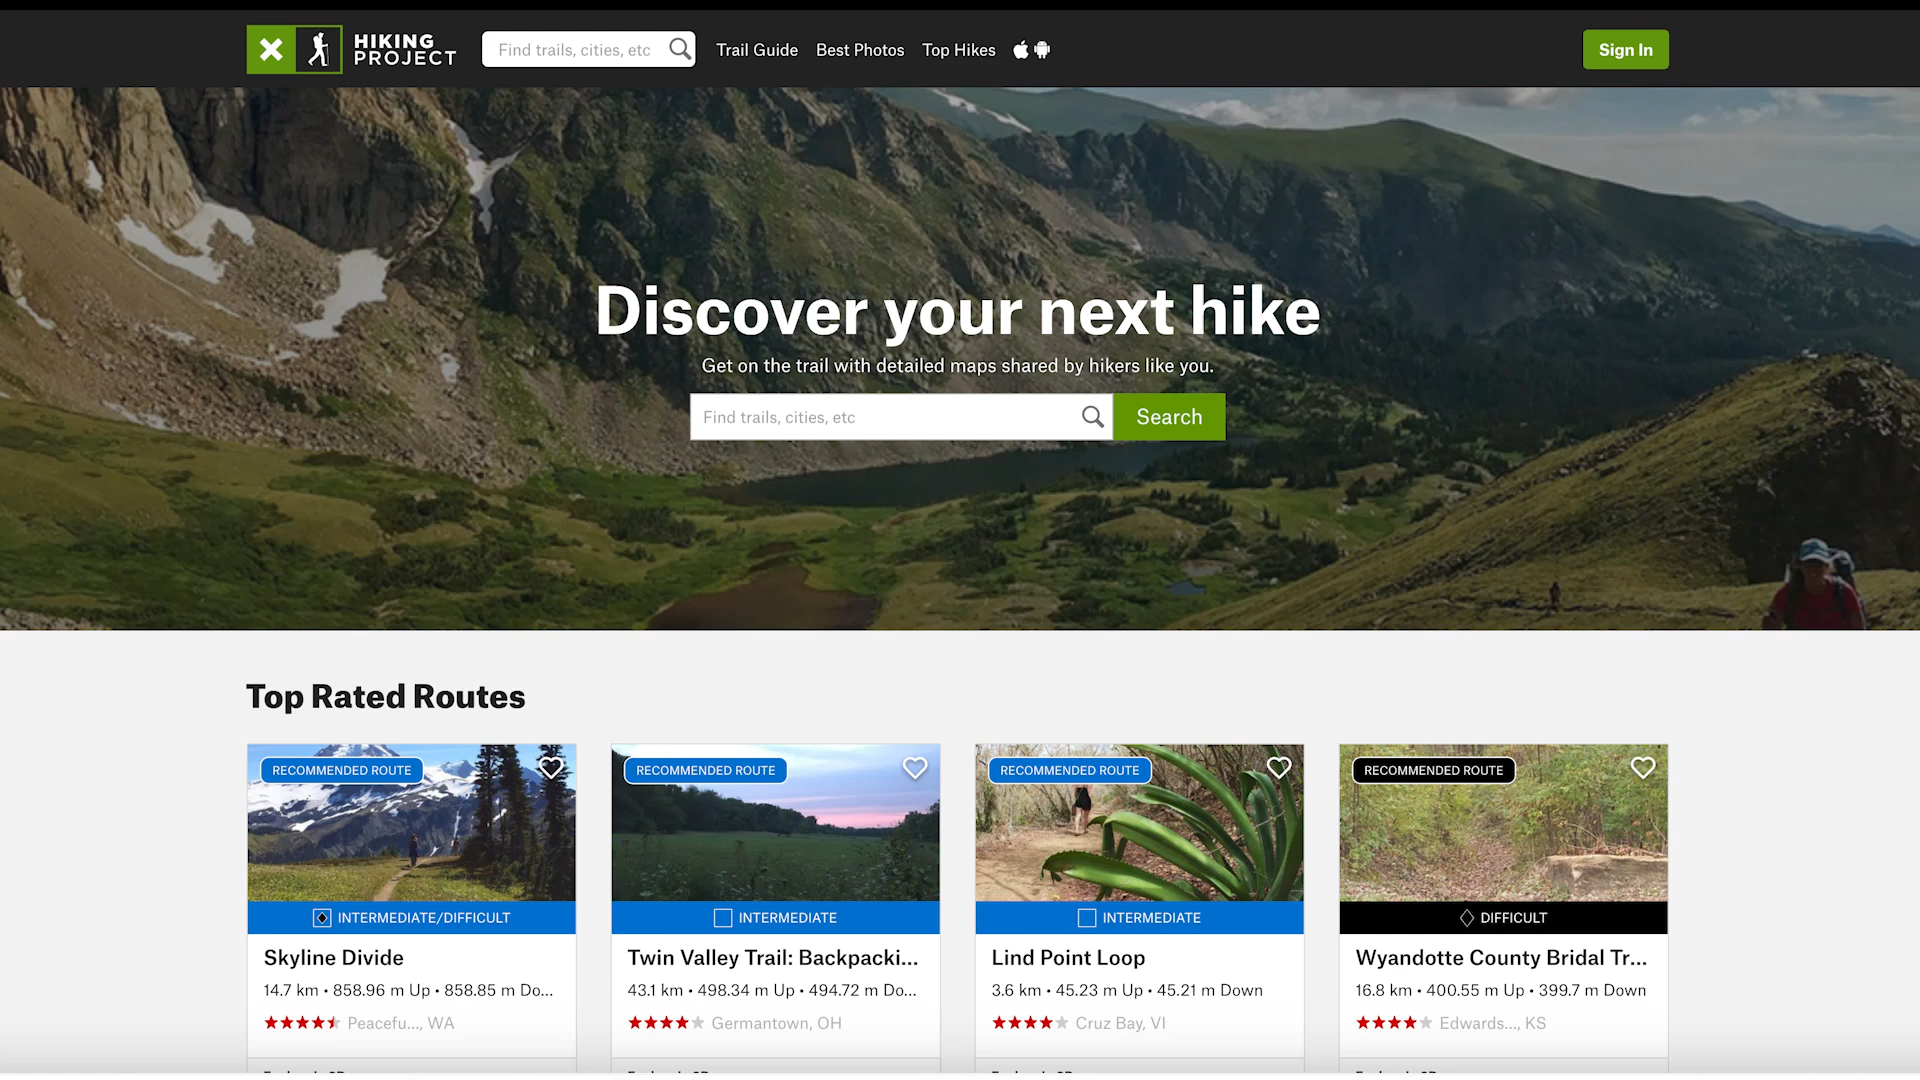 HIKING
PROJECT
Find trails, cities, etc
Trail Guide
Best Photos
Top Hikes
Sign In
Discover your next hike
Get on the trail with detailed maps shared by hikers like you.
Find trails, cities, etc
Search
Top Rated Routes
RECOMMENDED ROUTE
INTERMEDIATE/DIFFICULT
Skyline Divide
14.7 km • 858.96 m Up • 858.85 m Do...
Peacefu..., WA
RECOMMENDED ROUTE
INTERMEDIATE
Twin Valley Trail: Backpacki...
43.1 km • 498.34 m Up • 494.72 m Do...
Germantown, OH
RECOMMENDED ROUTE
INTERMEDIATE
Lind Point Loop
3.6 km • 45.23 m Up • 45.21 m Down
Cruz Bay, VI
RECOMMENDED ROUTE
DIFFICULT
Wyandotte County Bridal Tr...
16.8 km • 400.55 m Up • 399.7 m Down
Edwards..., KS